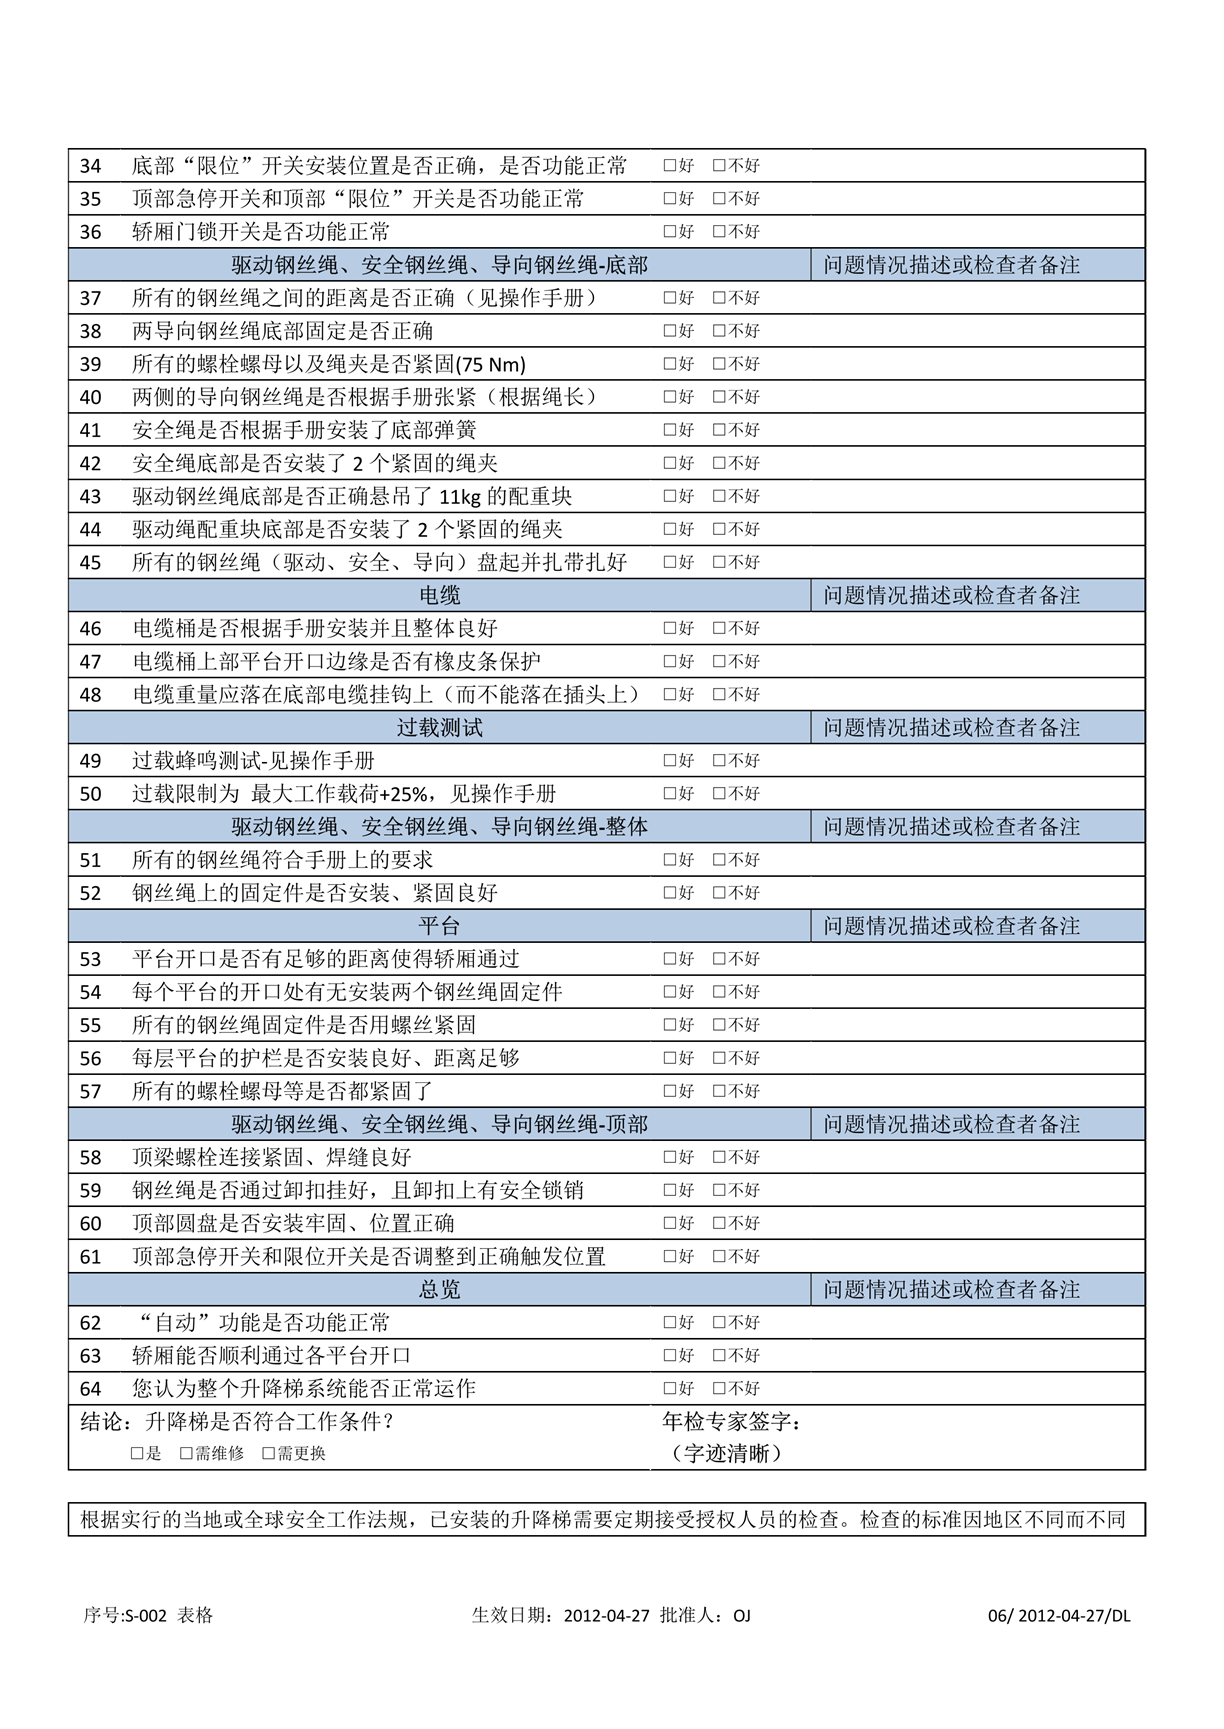 34 底部“限位”开关安装位置是否正确，是否功能正常 □好 □不好
35 顶部急停开关和顶部“限位”开关是否功能正常 □好 □不好
36 轿厢门锁开关是否功能正常 □好 □不好
驱动钢丝绳、安全钢丝绳、导向钢丝绳-底部 问题情况描述或检查者备注
37 所有的钢丝绳之间的距离是否正确（见操作手册） □好 □不好
38 两导向钢丝绳底部固定是否正确 □好 □不好
39 所有的螺栓螺母以及绳夹是否紧固(75 Nm) □好 □不好
40 两侧的导向钢丝绳是否根据手册张紧（根据绳长） □好 □不好
41 安全绳是否根据手册安装了底部弹簧 □好 □不好
42 安全绳底部是否安装了 2 个紧固的绳夹 □好 □不好
43 驱动钢丝绳底部是否正确悬吊了 11kg 的配重块 □好 □不好
44 驱动绳配重块底部是否安装了 2 个紧固的绳夹 □好 □不好
45 所有的钢丝绳（驱动、安全、导向）盘起并扎带扎好 □好 □不好
电缆 问题情况描述或检查者备注
46 电缆桶是否根据手册安装并且整体良好 □好 □不好
47 电缆桶上部平台开口边缘是否有橡皮条保护 □好 □不好
48 电缆重量应落在底部电缆挂钩上（而不能落在插头上） □好 □不好
过载测试 问题情况描述或检查者备注
49 过载蜂鸣测试-见操作手册 □好 □不好
50 过载限制为 最大工作载荷+25%，见操作手册 □好 □不好
驱动钢丝绳、安全钢丝绳、导向钢丝绳-整体 问题情况描述或检查者备注
51 所有的钢丝绳符合手册上的要求 □好 □不好
52 钢丝绳上的固定件是否安装、紧固良好 □好 □不好
平台 问题情况描述或检查者备注
53 平台开口是否有足够的距离使得轿厢通过 □好 □不好
54 每个平台的开口处有无安装两个钢丝绳固定件 □好 □不好
55 所有的钢丝绳固定件是否用螺丝紧固 □好 □不好
56 每层平台的护栏是否安装良好、距离足够 □好 □不好
57 所有的螺栓螺母等是否都紧固了 □好 □不好
驱动钢丝绳、安全钢丝绳、导向钢丝绳-顶部 问题情况描述或检查者备注
58 顶梁螺栓连接紧固、焊缝良好 □好 □不好
59 钢丝绳是否通过卸扣挂好，且卸扣上有安全锁销 □好 □不好
60 顶部圆盘是否安装牢固、位置正确 □好 □不好
61 顶部急停开关和限位开关是否调整到正确触发位置 □好 □不好
总览 问题情况描述或检查者备注
62 “自动”功能是否功能正常 □好 □不好
63 轿厢能否顺利通过各平台开口 □好 □不好
64 您认为整个升降梯系统能否正常运作 □好 □不好
结论：升降梯是否符合工作条件？ 年检专家签字：
□是 □需维修 □需更换 （字迹清晰）
根据实行的当地或全球安全工作法规，已安装的升降梯需要定期接受授权人员的检查。检查的标准因地区不同而不同
序号:S-002 表格 生效日期：2012-04-27 批准人：OJ 06/ 2012-04-27/DL